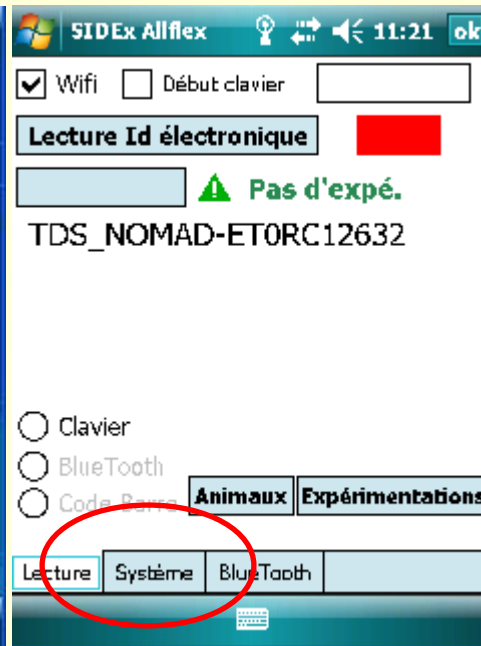 SIDEx Allflex 11:21 ok
Wifi Début clavier
Lecture Id électronique
Pas d'expé.
TDS_NOMAD-ET0RC12632
Clavier
BlueTooth
Code-Barre Animaux Expérimentations
Lecture Système BlueTooth